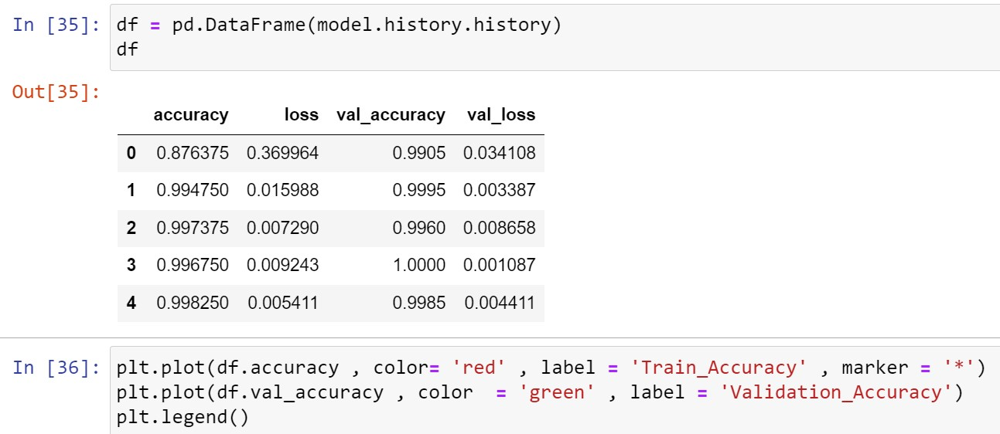 In [35]: df = pd.DataFrame(model.history.history)
df
Out[35]:
accuracy loss val_accuracy val_loss
0 0.876375 0.369964 0.9905 0.034108
1 0.994750 0.015988 0.9995 0.003387
2 0.997375 0.007290 0.9960 0.008658
3 0.996750 0.009243 1.0000 0.001087
4 0.998250 0.005411 0.9985 0.004411
In [36]: plt.plot(df.accuracy , color= 'red' , label = 'Train_Accuracy' , marker = '*')
plt.plot(df.val_accuracy , color  = 'green' , label = 'Validation_Accuracy')
plt.legend()